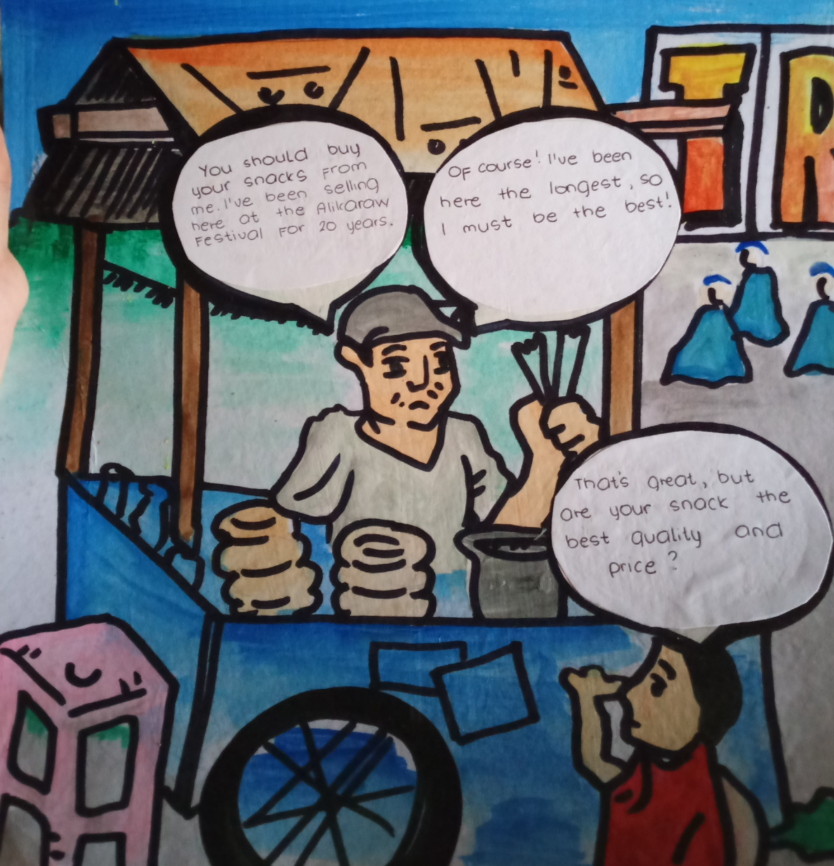 You should buy
your snacks from
me. I've been selling
here at the Alikaraw
Festival for 20 years.
Of course! I've been
here the longest, so
I must be the best!
That's great, but
are your snack the
best quality and
price?
TR